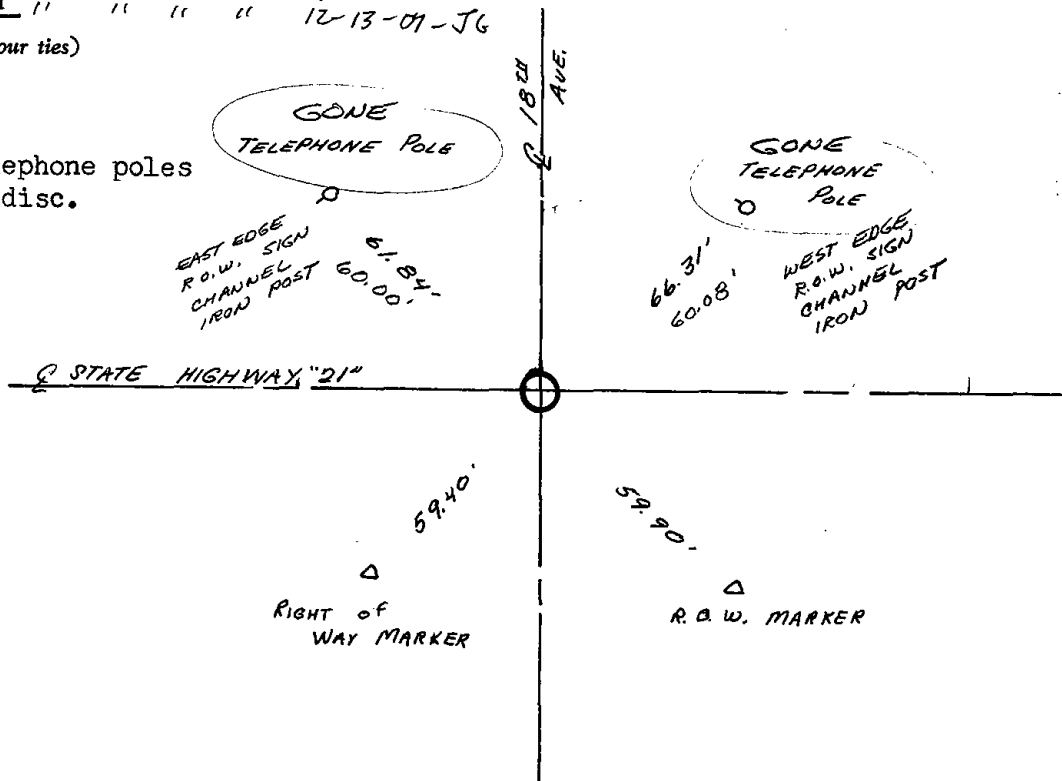 " " " " 12-13-07-JG
our ties)
℄ 18TH AVE.
GONE
TELEPHONE POLE
GONE
TELEPHONE
POLE
ephone poles
disc.
EAST EDGE
R.O.W. SIGN
CHANNEL
IRON POST
61.84'
60.00'
66.31'
60.08'
WEST EDGE
R.O.W. SIGN
CHANNEL
IRON POST
℄ STATE HIGHWAY "21"
59.40'
59.90'
RIGHT OF
WAY MARKER
R.O.W. MARKER